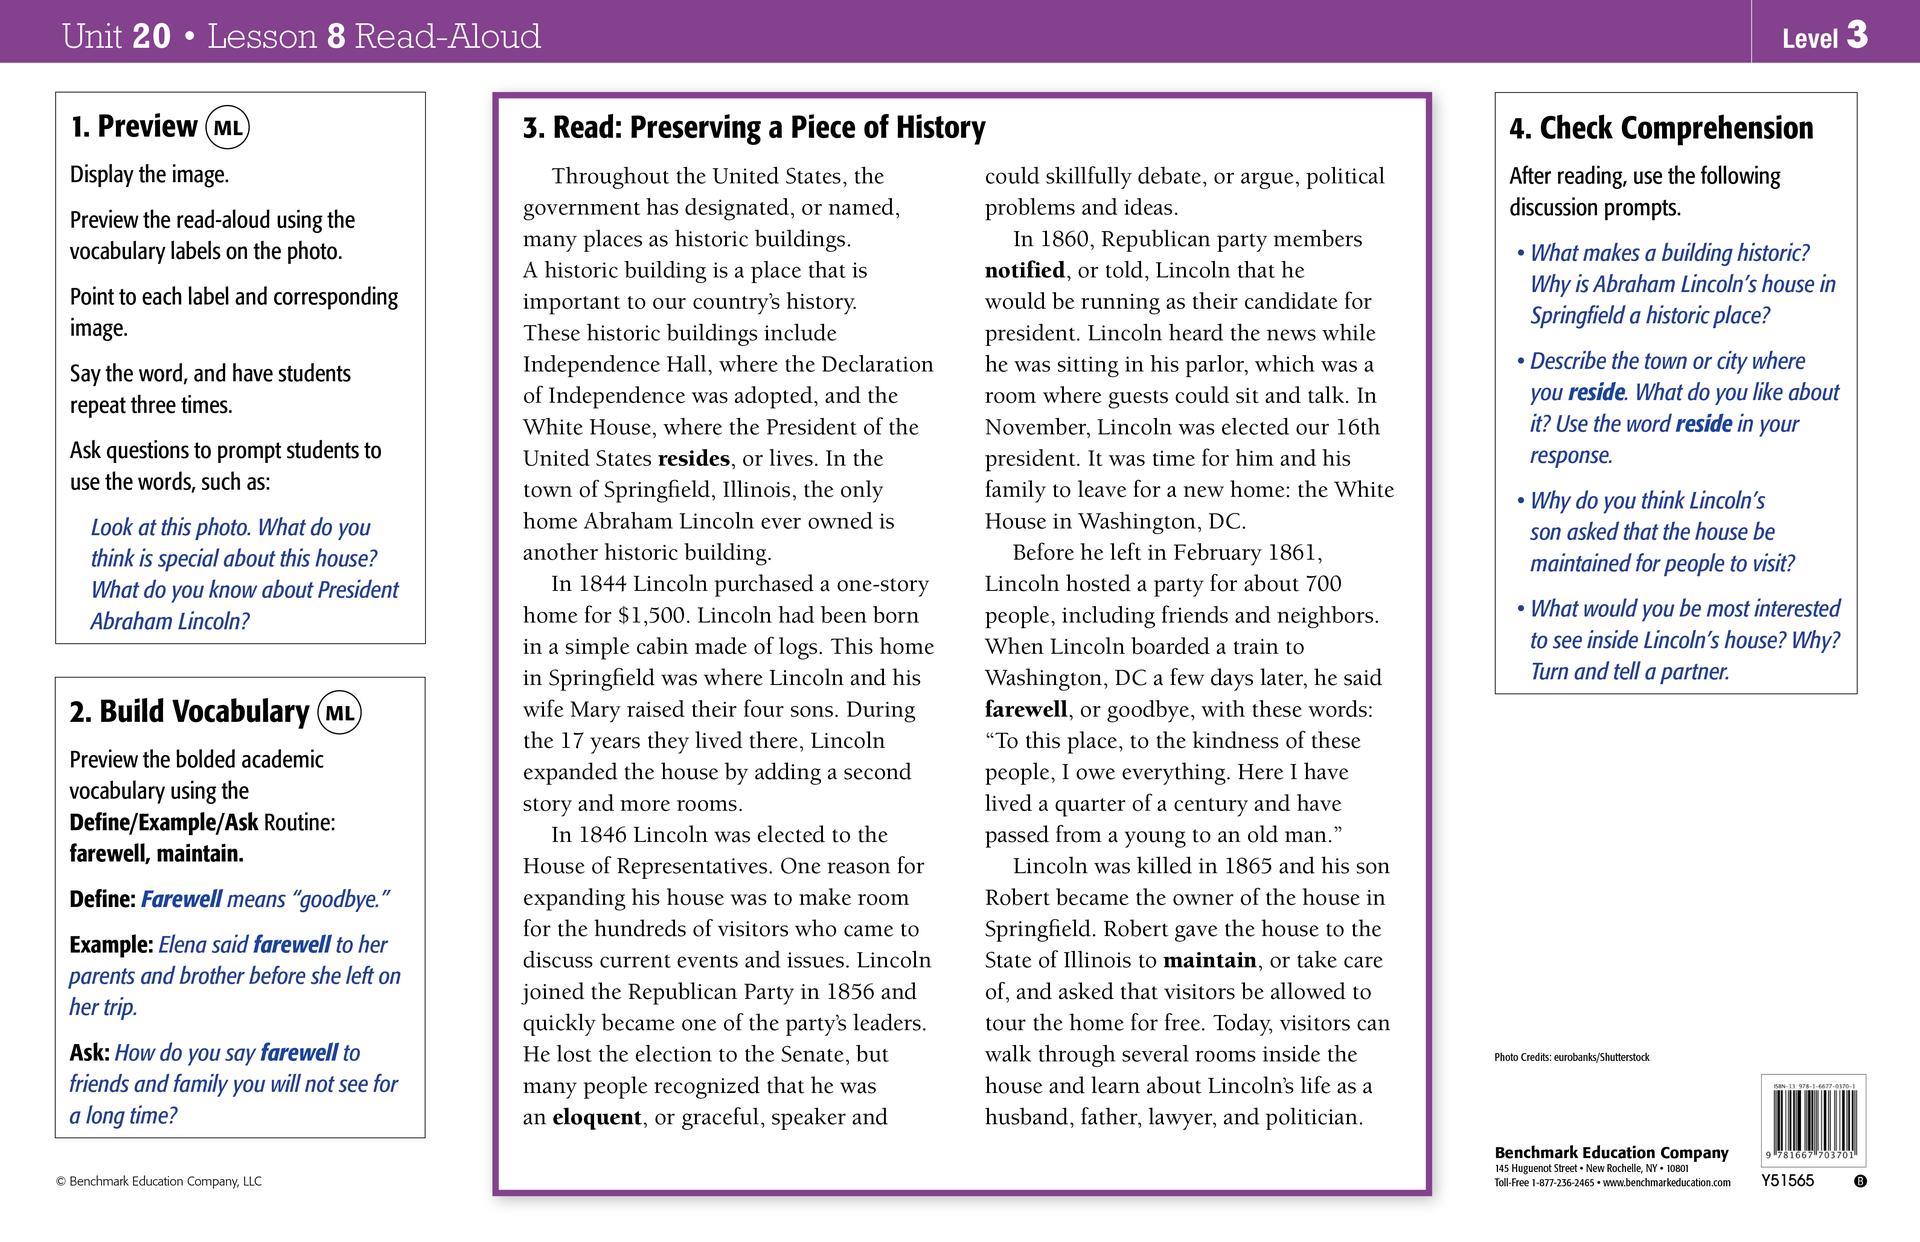 Unit 20 • Lesson 8 Read-Aloud
Level 3
1. Preview ML
Display the image.
Preview the read-aloud using the
vocabulary labels on the photo.
Point to each label and corresponding
image.
Say the word, and have students
repeat three times.
Ask questions to prompt students to
use the words, such as:
Look at this photo. What do you
think is special about this house?
What do you know about President
Abraham Lincoln?
2. Build Vocabulary ML
Preview the bolded academic
vocabulary using the
Define/Example/Ask Routine:
farewell, maintain.
Define: Farewell means “goodbye.”
Example: Elena said farewell to her
parents and brother before she left on
her trip.
Ask: How do you say farewell to
friends and family you will not see for
a long time?
© Benchmark Education Company, LLC
3. Read: Preserving a Piece of History
Throughout the United States, the
government has designated, or named,
many places as historic buildings.
A historic building is a place that is
important to our country’s history.
These historic buildings include
Independence Hall, where the Declaration
of Independence was adopted, and the
White House, where the President of the
United States resides, or lives. In the
town of Springfield, Illinois, the only
home Abraham Lincoln ever owned is
another historic building.
In 1844 Lincoln purchased a one-story
home for $1,500. Lincoln had been born
in a simple cabin made of logs. This home
in Springfield was where Lincoln and his
wife Mary raised their four sons. During
the 17 years they lived there, Lincoln
expanded the house by adding a second
story and more rooms.
In 1846 Lincoln was elected to the
House of Representatives. One reason for
expanding his house was to make room
for the hundreds of visitors who came to
discuss current events and issues. Lincoln
joined the Republican Party in 1856 and
quickly became one of the party’s leaders.
He lost the election to the Senate, but
many people recognized that he was
an eloquent, or graceful, speaker and
could skillfully debate, or argue, political
problems and ideas.
In 1860, Republican party members
notified, or told, Lincoln that he
would be running as their candidate for
president. Lincoln heard the news while
he was sitting in his parlor, which was a
room where guests could sit and talk. In
November, Lincoln was elected our 16th
president. It was time for him and his
family to leave for a new home: the White
House in Washington, DC.
Before he left in February 1861,
Lincoln hosted a party for about 700
people, including friends and neighbors.
When Lincoln boarded a train to
Washington, DC a few days later, he said
farewell, or goodbye, with these words:
“To this place, to the kindness of these
people, I owe everything. Here I have
lived a quarter of a century and have
passed from a young to an old man.”
Lincoln was killed in 1865 and his son
Robert became the owner of the house in
Springfield. Robert gave the house to the
State of Illinois to maintain, or take care
of, and asked that visitors be allowed to
tour the home for free. Today, visitors can
walk through several rooms inside the
house and learn about Lincoln’s life as a
husband, father, lawyer, and politician.
4. Check Comprehension
After reading, use the following
discussion prompts.
• What makes a building historic?
Why is Abraham Lincoln’s house in
Springfield a historic place?
• Describe the town or city where
you reside. What do you like about
it? Use the word reside in your
response.
• Why do you think Lincoln’s
son asked that the house be
maintained for people to visit?
• What would you be most interested
to see inside Lincoln’s house? Why?
Turn and tell a partner.
Photo Credits: eurobanks/Shutterstock
Benchmark Education Company
145 Huguenot Street • New Rochelle, NY • 10801
Toll-Free 1-877-236-2465 • www.benchmarkeducation.com
ISBN-13: 978-1-6677-0370-1
9 781667 703701
Y51565
B